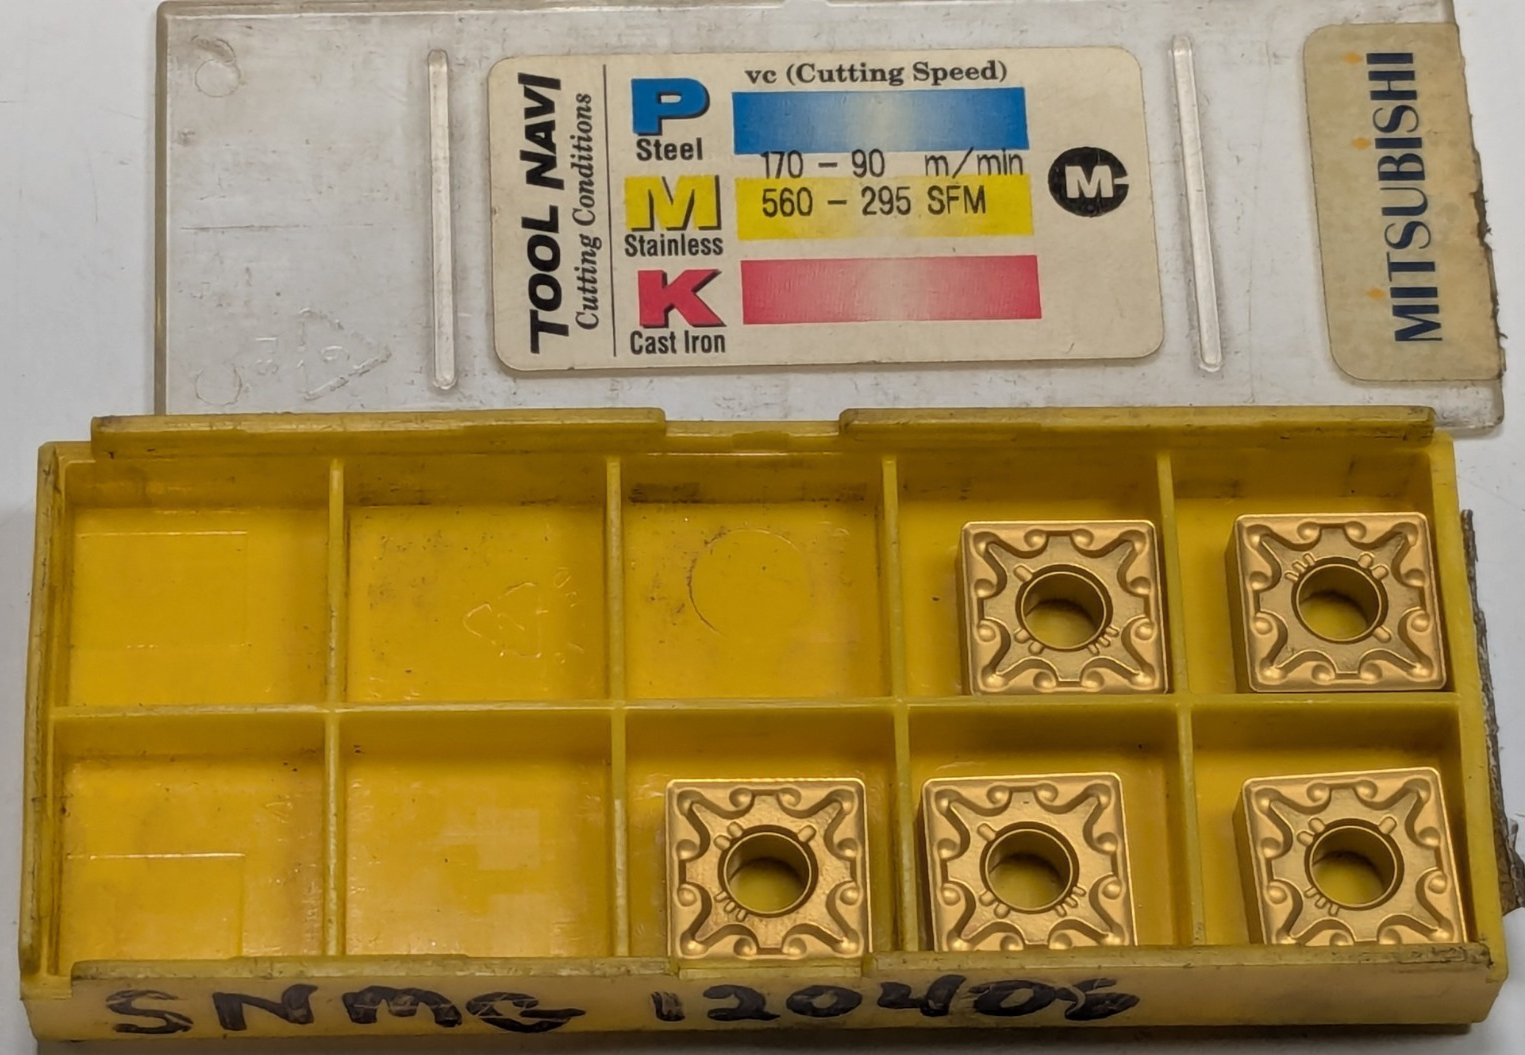 vc (Cutting Speed)
TOOL NAVI
Cutting Conditions
P
Steel
170 – 90 m/min
M
560 – 295 SFM
Stainless
K
Cast Iron
M
MITSUBISHI
SNMG 120408